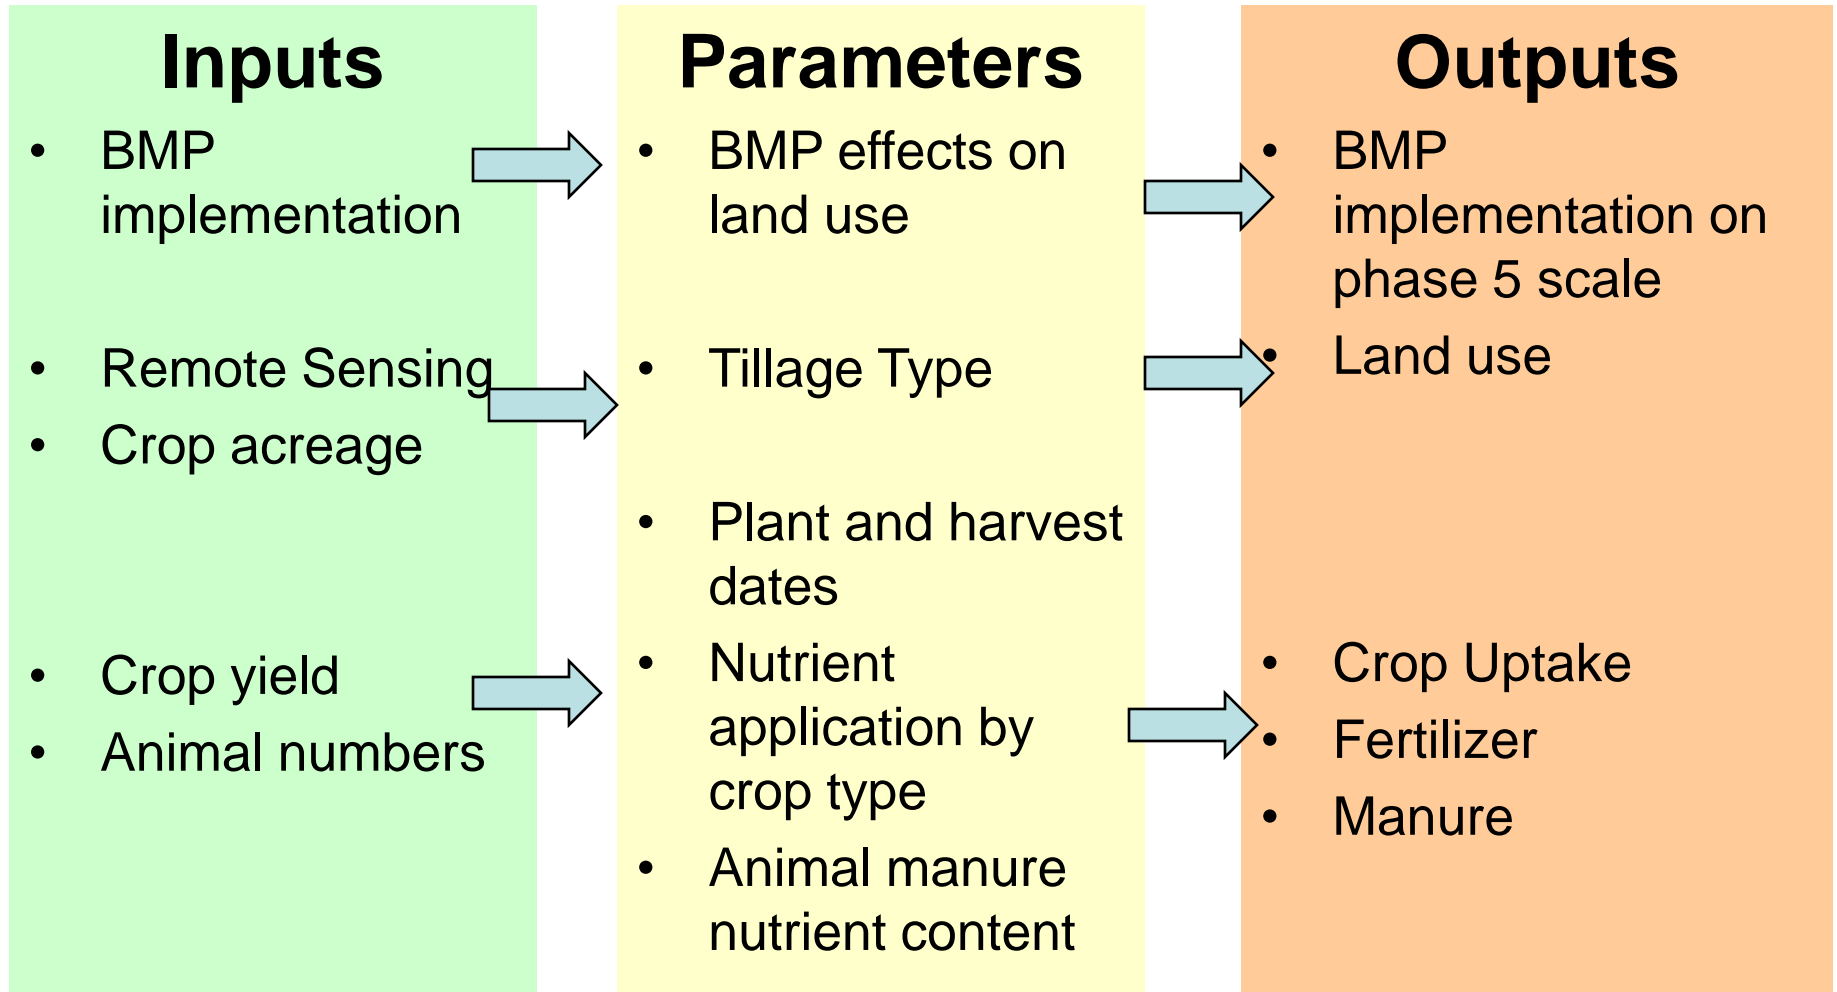 Inputs
• BMP
implementation
• Remote Sensing
• Crop acreage
• Crop yield
• Animal numbers
Parameters
• BMP effects on
land use
• Tillage Type
• Plant and harvest
dates
• Nutrient
application by
crop type
• Animal manure
nutrient content
Outputs
• BMP
implementation on
phase 5 scale
• Land use
• Crop Uptake
• Fertilizer
• Manure